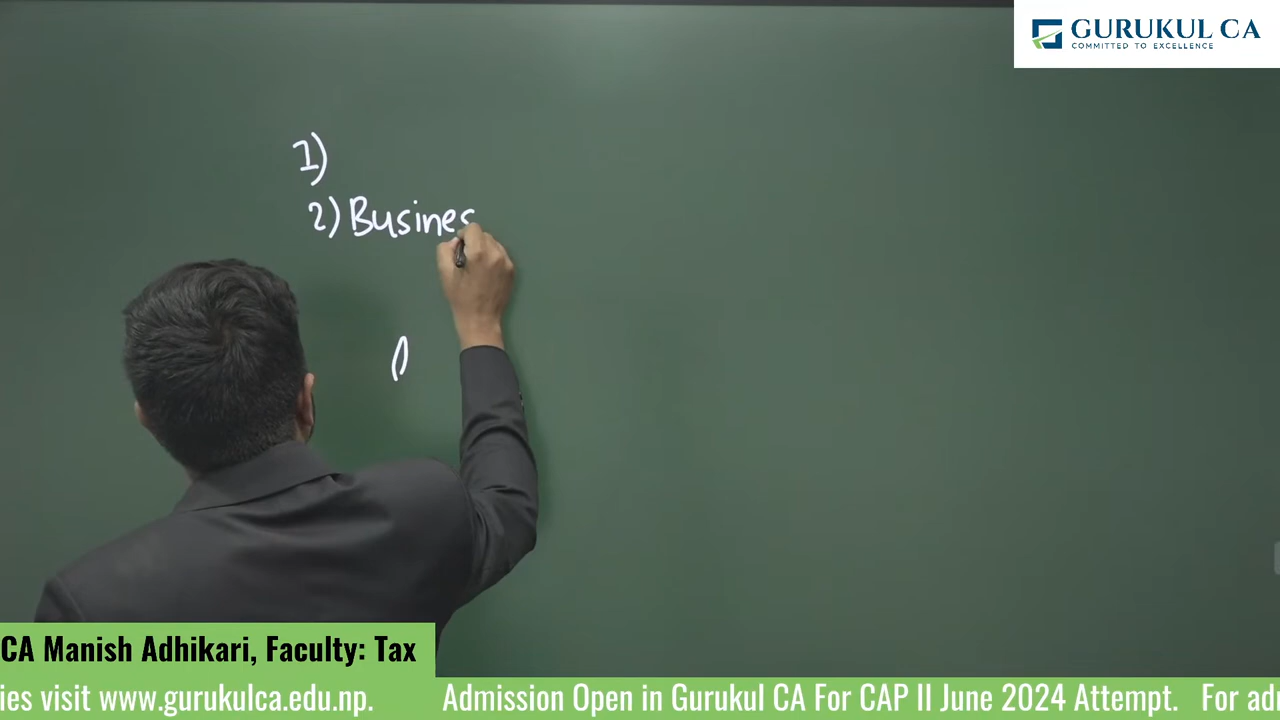 GURUKUL CA
COMMITTED TO EXCELLENCE
1)
2) Busines
CA Manish Adhikari, Faculty: Tax
ies visit www.gurukulca.edu.np. Admission Open in Gurukul CA For CAP II June 2024 Attempt. For ad